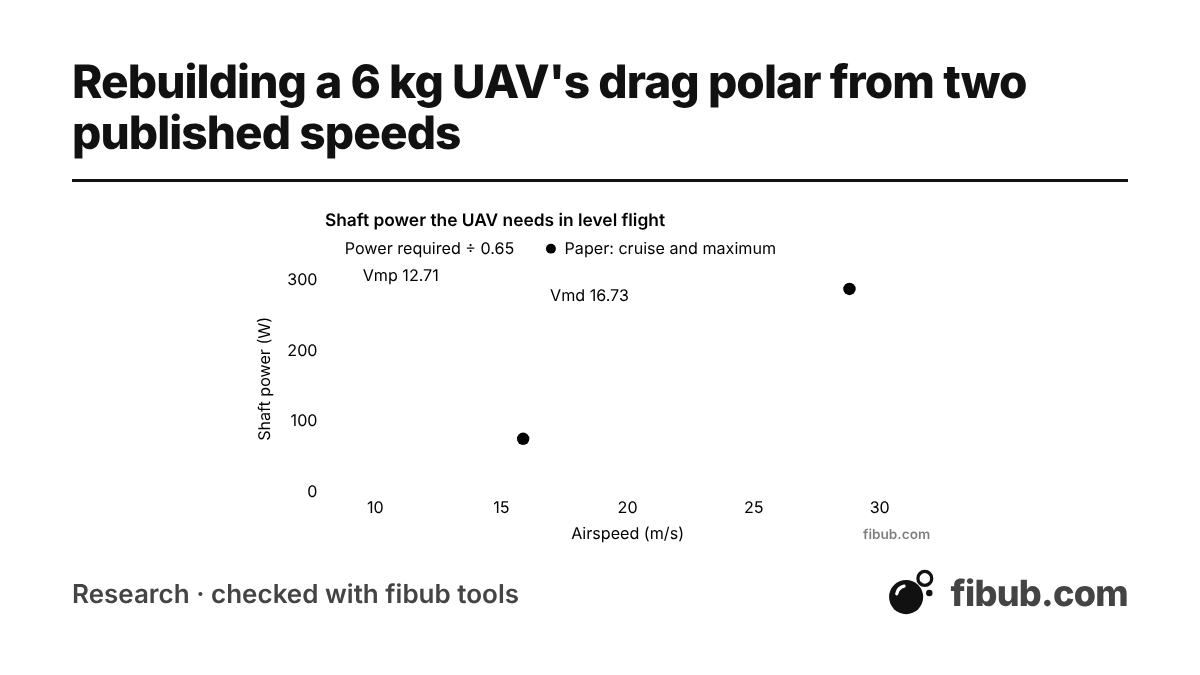 Rebuilding a 6 kg UAV's drag polar from two
published speeds
Shaft power the UAV needs in level flight
Power required ÷ 0.65
Paper: cruise and maximum
Vmp 12.71
Vmd 16.73
300
200
100
0
Shaft power (W)
10
15
20
25
30
Airspeed (m/s)
fibub.com
Research · checked with fibub tools
fibub.com